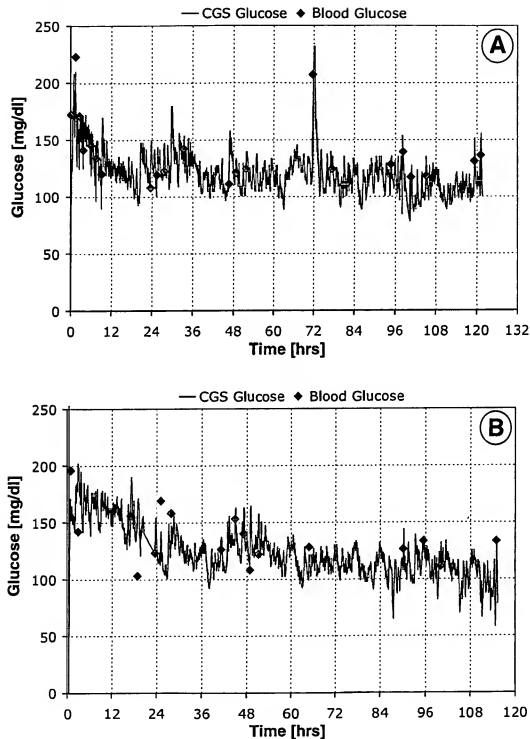 CGS Glucose ◆ Blood Glucose
A
250
200
150
100
50
0
Glucose [mg/dl]
0 12 24 36 48 60 72 84 96 108 120 132
Time [hrs]
CGS Glucose ◆ Blood Glucose
B
250
200
150
100
50
0
Glucose [mg/dl]
0 12 24 36 48 60 72 84 96 108 120
Time [hrs]